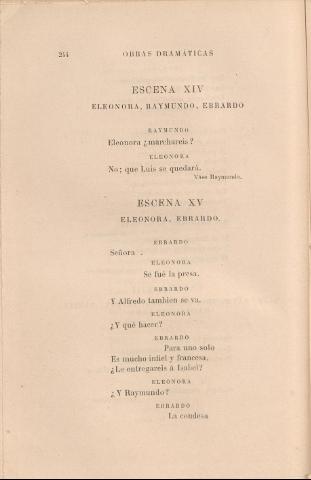 244 OBRAS DRAMÁTICAS
ESCENA XIV
ELEONORA, RAYMUNDO, EBRARDO
RAYMUNDO
Eleonora ¿marchareis?
ELEONORA
No; que Luis se quedará.
Váse Raymundo.
ESCENA XV
ELEONORA, EBRARDO.
EBRARDO
Señora .
ELEONORA
Se fué la presa.
EBRARDO
Y Alfredo tambien se va.
ELEONORA
¿Y qué hacer?
EBRARDO
Para uno solo
Es mucho infiel y francesa.
¿Le entregareis á Isabel?
ELEONORA
¿Y Raymundo?
EBRARDO
La condesa